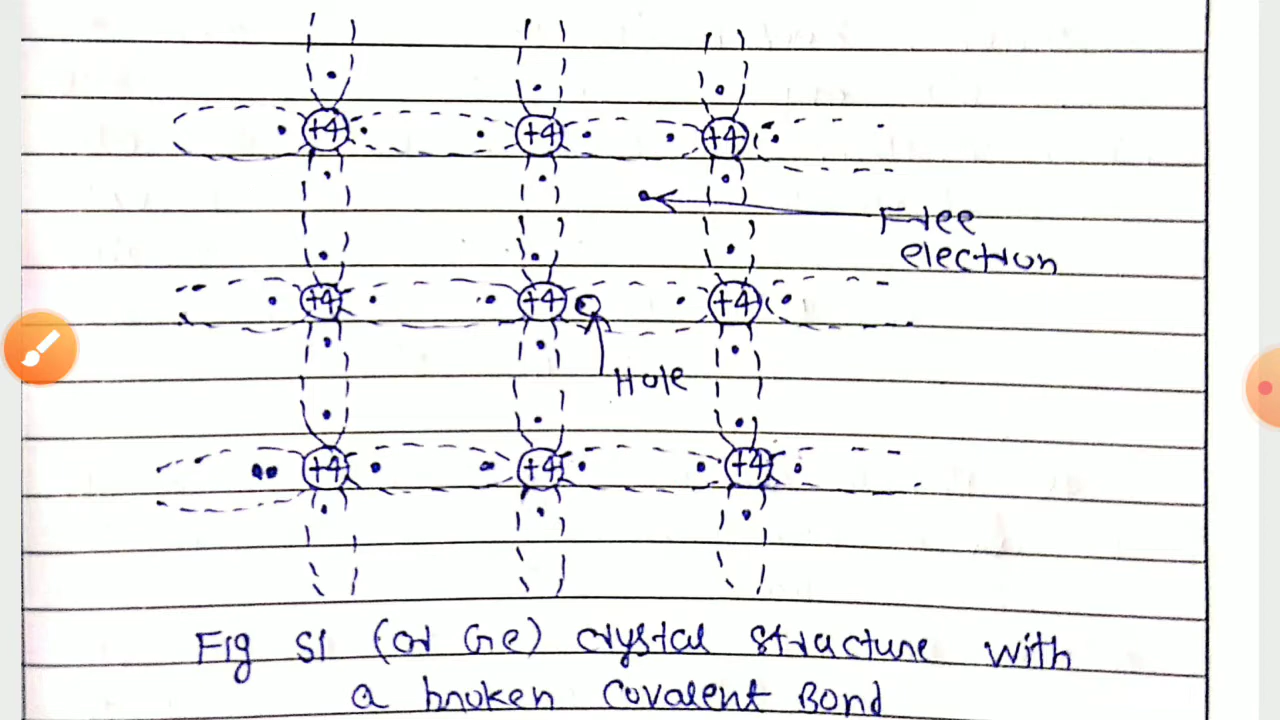 +4 +4 +4
Free
electron
+4 +4 +4
Hole
+4 +4 +4
Fig Si (or Ge) crystal structure with
a broken covalent Bond